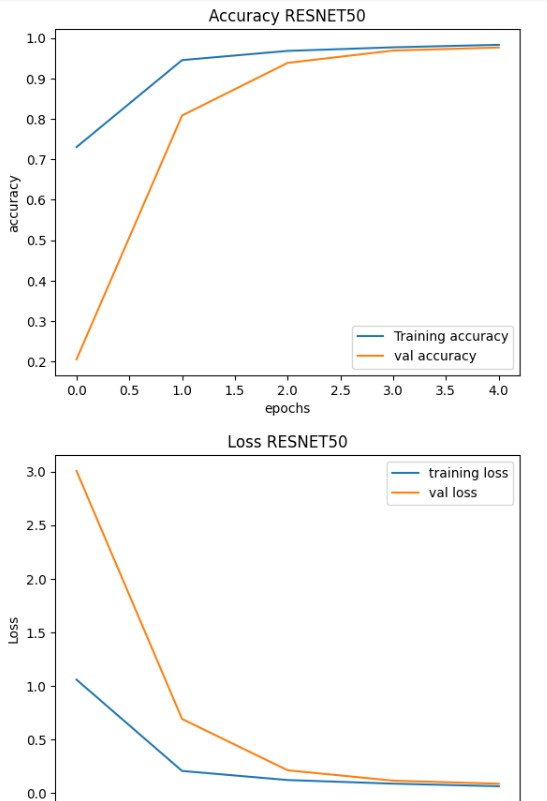 Accuracy RESNET50
1.0
0.9
0.8
0.7
0.6
0.5
0.4
0.3
0.2
accuracy
Training accuracy
val accuracy
0.0 0.5 1.0 1.5 2.0 2.5 3.0 3.5 4.0
epochs
Loss RESNET50
training loss
val loss
3.0
2.5
2.0
1.5
1.0
0.5
0.0
Loss